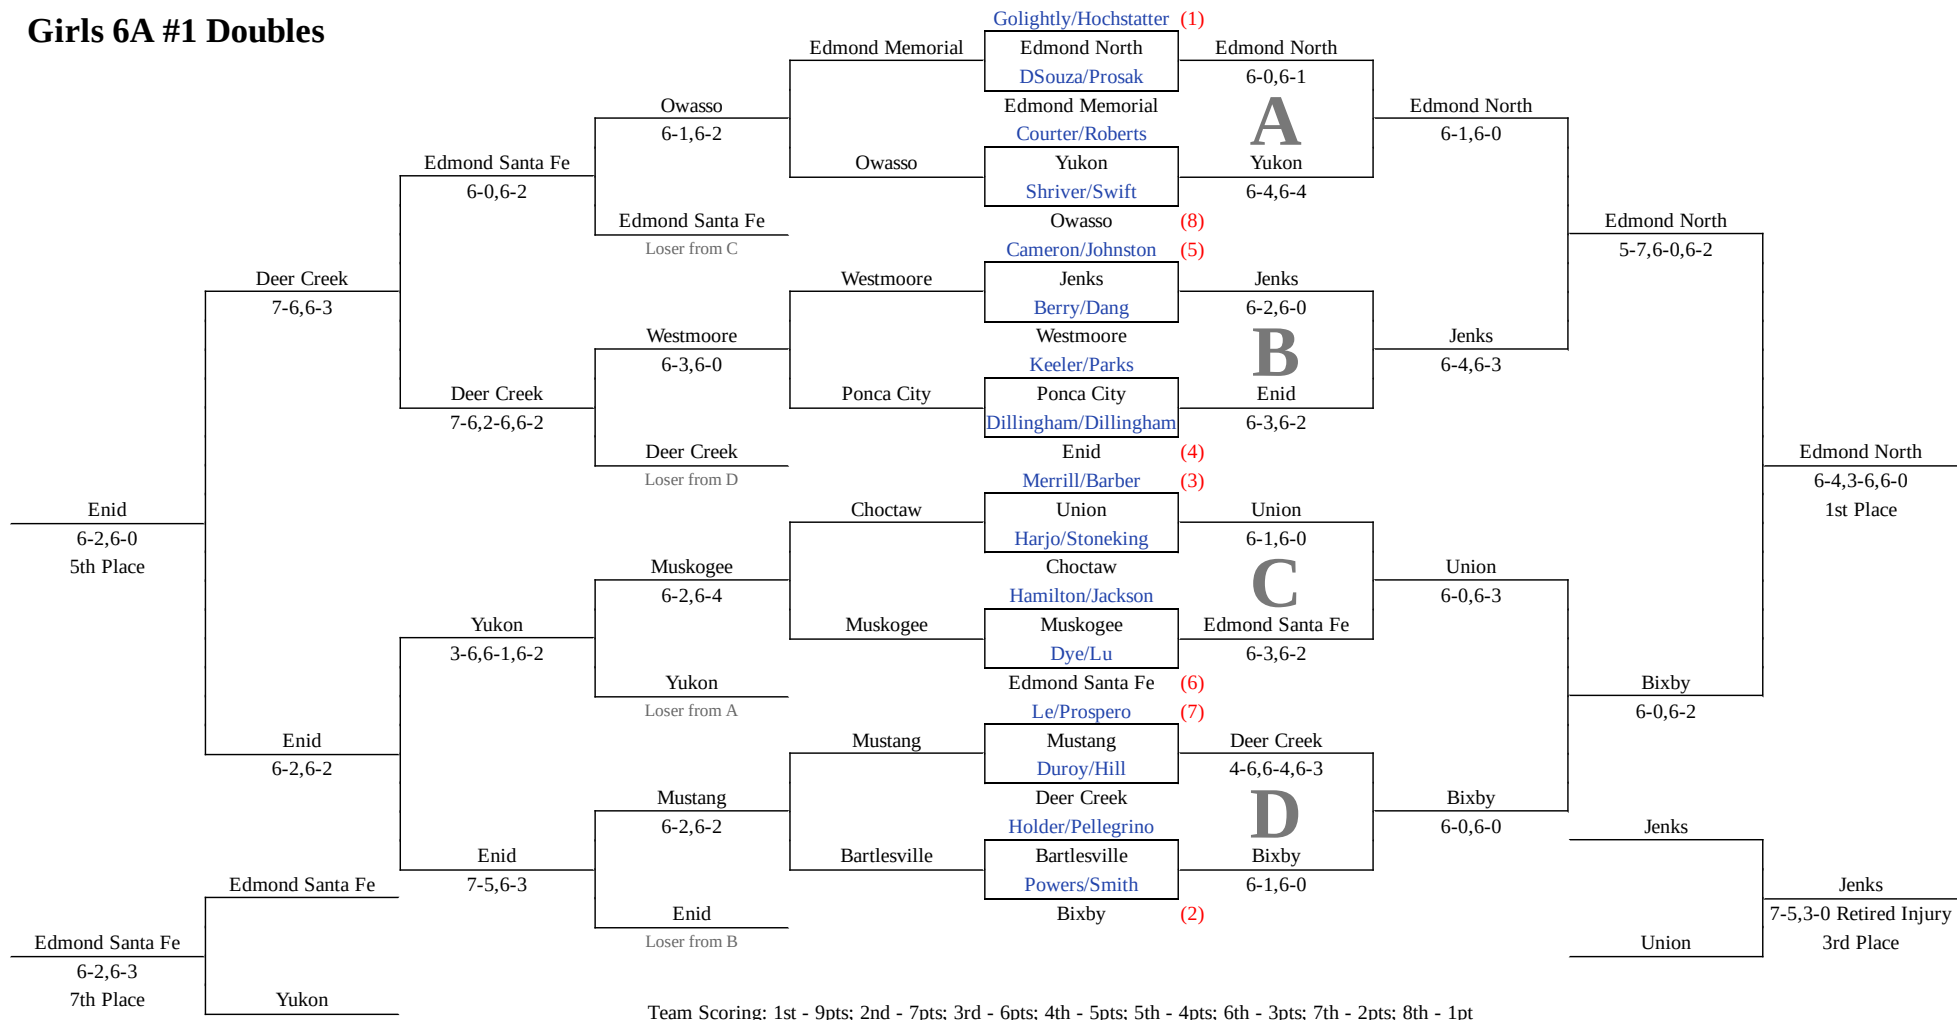 Girls 6A #1 Doubles
Golightly/Hochstatter (1)
Edmond Memorial
Edmond North
Edmond North
DSouza/Prosak
6-0,6-1
Owasso
Edmond Memorial
A
Edmond North
6-1,6-2
Courter/Roberts
6-1,6-0
Edmond Santa Fe
Owasso
Yukon
Yukon
6-0,6-2
Shriver/Swift
6-4,6-4
Edmond Santa Fe
Owasso (8)
Edmond North
Loser from C
Cameron/Johnston (5)
5-7,6-0,6-2
Deer Creek
Westmoore
Jenks
Jenks
7-6,6-3
Berry/Dang
6-2,6-0
Westmoore
Westmoore
B
Jenks
6-3,6-0
Keeler/Parks
6-4,6-3
Deer Creek
Ponca City
Ponca City
Enid
7-6,2-6,6-2
Dillingham/Dillingham
6-3,6-2
Deer Creek
Enid (4)
Edmond North
Loser from D
Merrill/Barber (3)
6-4,3-6,6-0
Enid
Choctaw
Union
Union
1st Place
6-2,6-0
Harjo/Stoneking
6-1,6-0
5th Place
Muskogee
Choctaw
C
Union
6-2,6-4
Hamilton/Jackson
6-0,6-3
Yukon
Muskogee
Muskogee
Edmond Santa Fe
3-6,6-1,6-2
Dye/Lu
6-3,6-2
Yukon
Edmond Santa Fe (6)
Bixby
Loser from A
Le/Prospero (7)
6-0,6-2
Enid
Mustang
Mustang
Deer Creek
6-2,6-2
Duroy/Hill
4-6,6-4,6-3
Mustang
Deer Creek
D
Bixby
6-2,6-2
Holder/Pellegrino
6-0,6-0
Jenks
Enid
Bartlesville
Bartlesville
Bixby
Edmond Santa Fe
7-5,6-3
Powers/Smith
6-1,6-0
Jenks
Enid
Bixby (2)
7-5,3-0 Retired Injury
Edmond Santa Fe
Loser from B
Union
3rd Place
6-2,6-3
7th Place
Yukon
Team Scoring: 1st - 9pts; 2nd - 7pts; 3rd - 6pts; 4th - 5pts; 5th - 4pts; 6th - 3pts; 7th - 2pts; 8th - 1pt